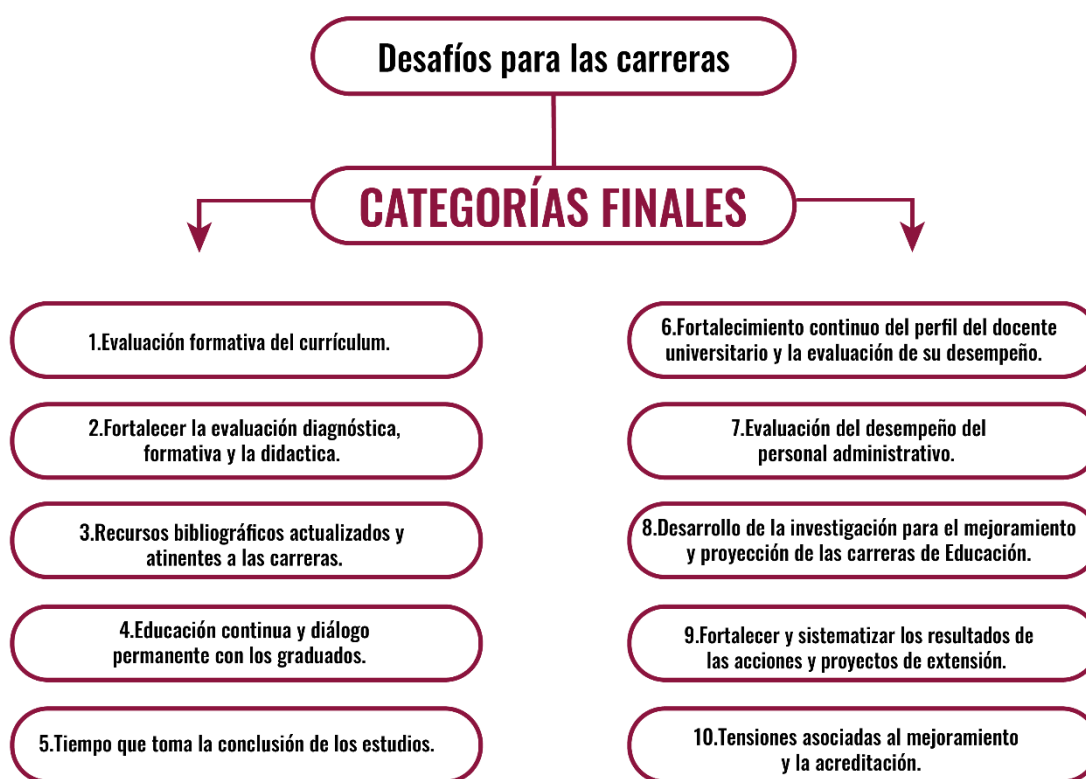 Desafíos para las carreras
CATEGORÍAS FINALES
1.Evaluación formativa del currículum.
2.Fortalecer la evaluación diagnóstica,
formativa y la didactica.
3.Recursos bibliográficos actualizados y
atinentes a las carreras.
4.Educación continua y diálogo
permanente con los graduados.
5.Tiempo que toma la conclusión de los estudios.
6.Fortalecimiento continuo del perfil del docente
universitario y la evaluación de su desempeño.
7.Evaluación del desempeño del
personal administrativo.
8.Desarrollo de la investigación para el mejoramiento
y proyección de las carreras de Educación.
9.Fortalecer y sistematizar los resultados de
las acciones y proyectos de extensión.
10.Tensiones asociadas al mejoramiento
y la acreditación.